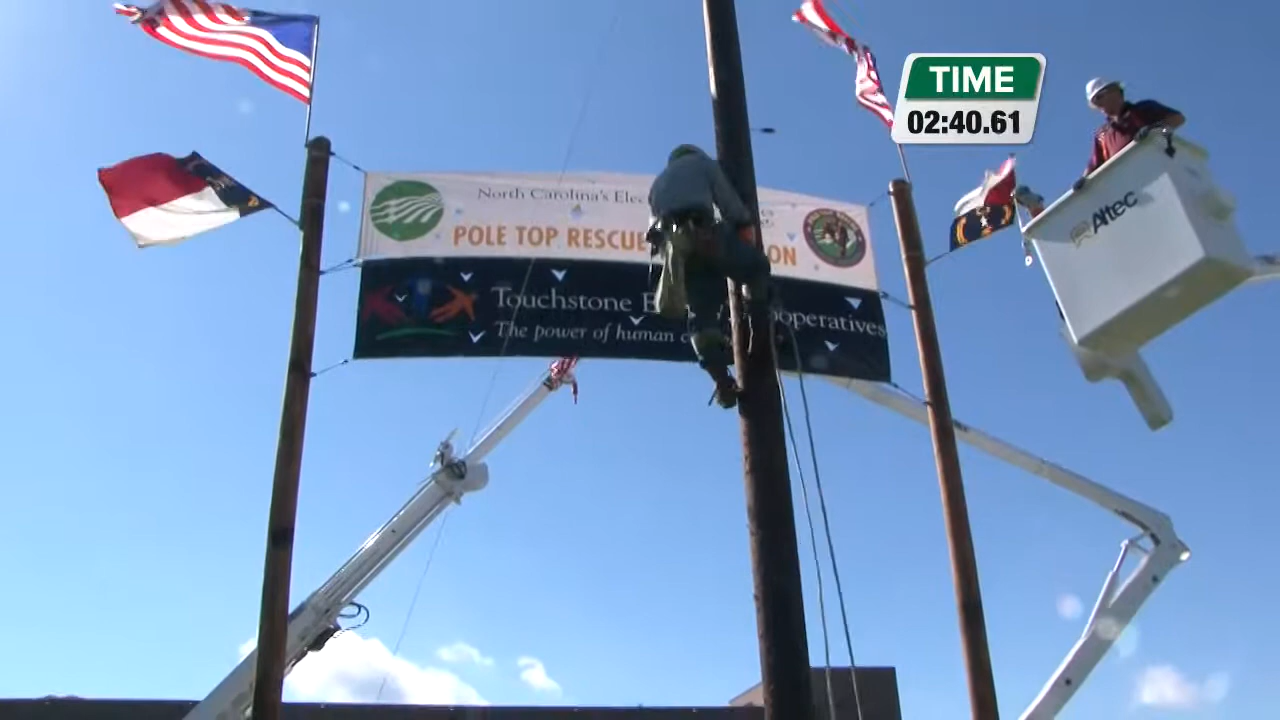 TIME
02:40.61
Altec
North Carolina's Elec
POLE TOP RESCUE ON
Touchstone E ooperatives
The power of human c